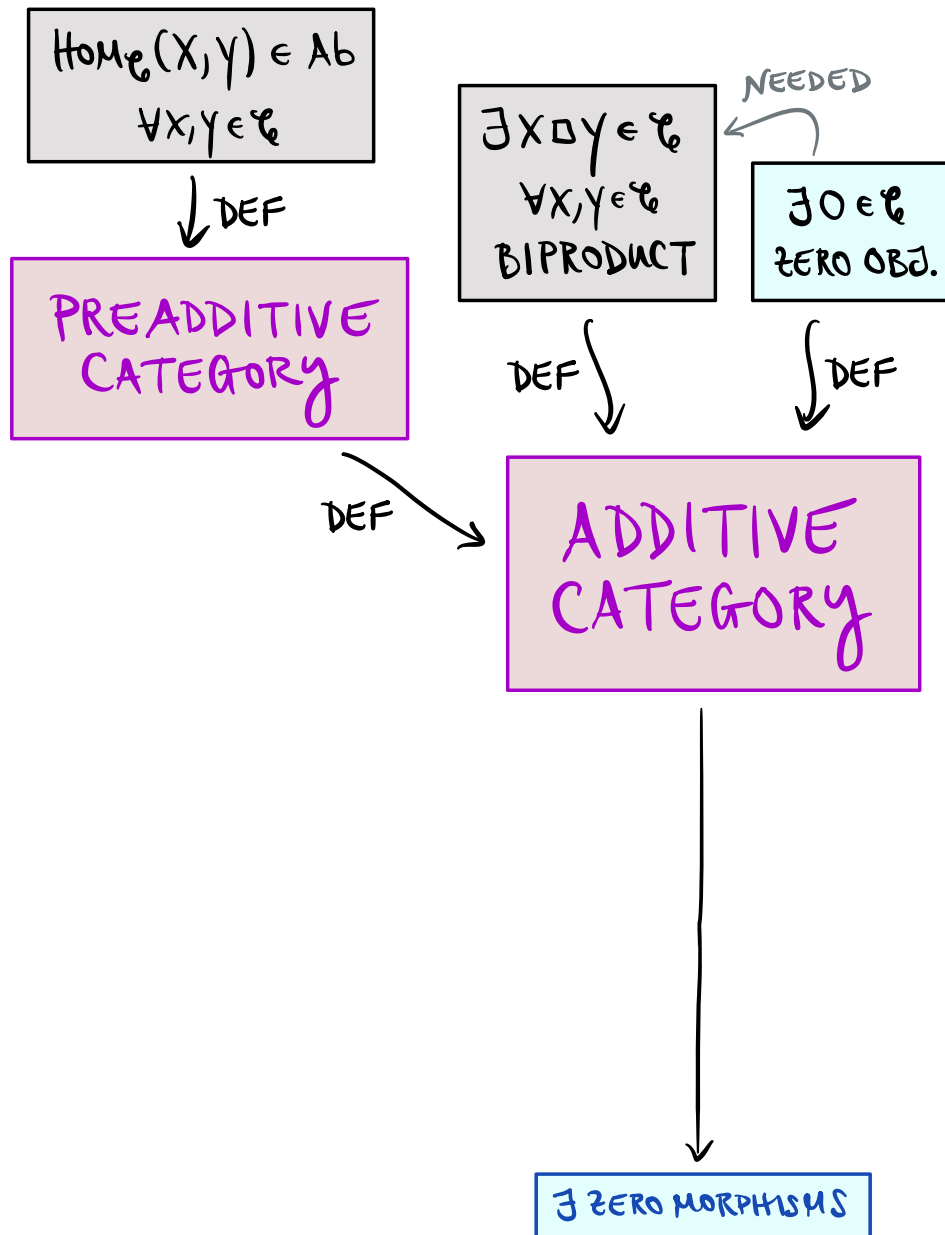 HOM𝒞(X,Y) ∈ Ab
∀X,Y ∈ 𝒞
DEF
PREADDITIVE
CATEGORY
NEEDED
∃ X □ Y ∈ 𝒞
∀X,Y ∈ 𝒞
BIPRODUCT
∃ 0 ∈ 𝒞
ZERO OBJ.
DEF
DEF
DEF
ADDITIVE
CATEGORY
∃ ZERO MORPHISMS